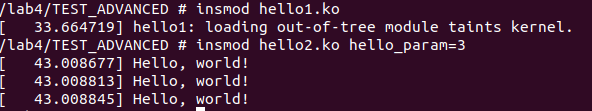 /lab4/TEST_ADVANCED # insmod hello1.ko
[   33.664719] hello1: loading out-of-tree module taints kernel.
/lab4/TEST_ADVANCED # insmod hello2.ko hello_param=3
[   43.008677] Hello, world!
[   43.008813] Hello, world!
[   43.008845] Hello, world!